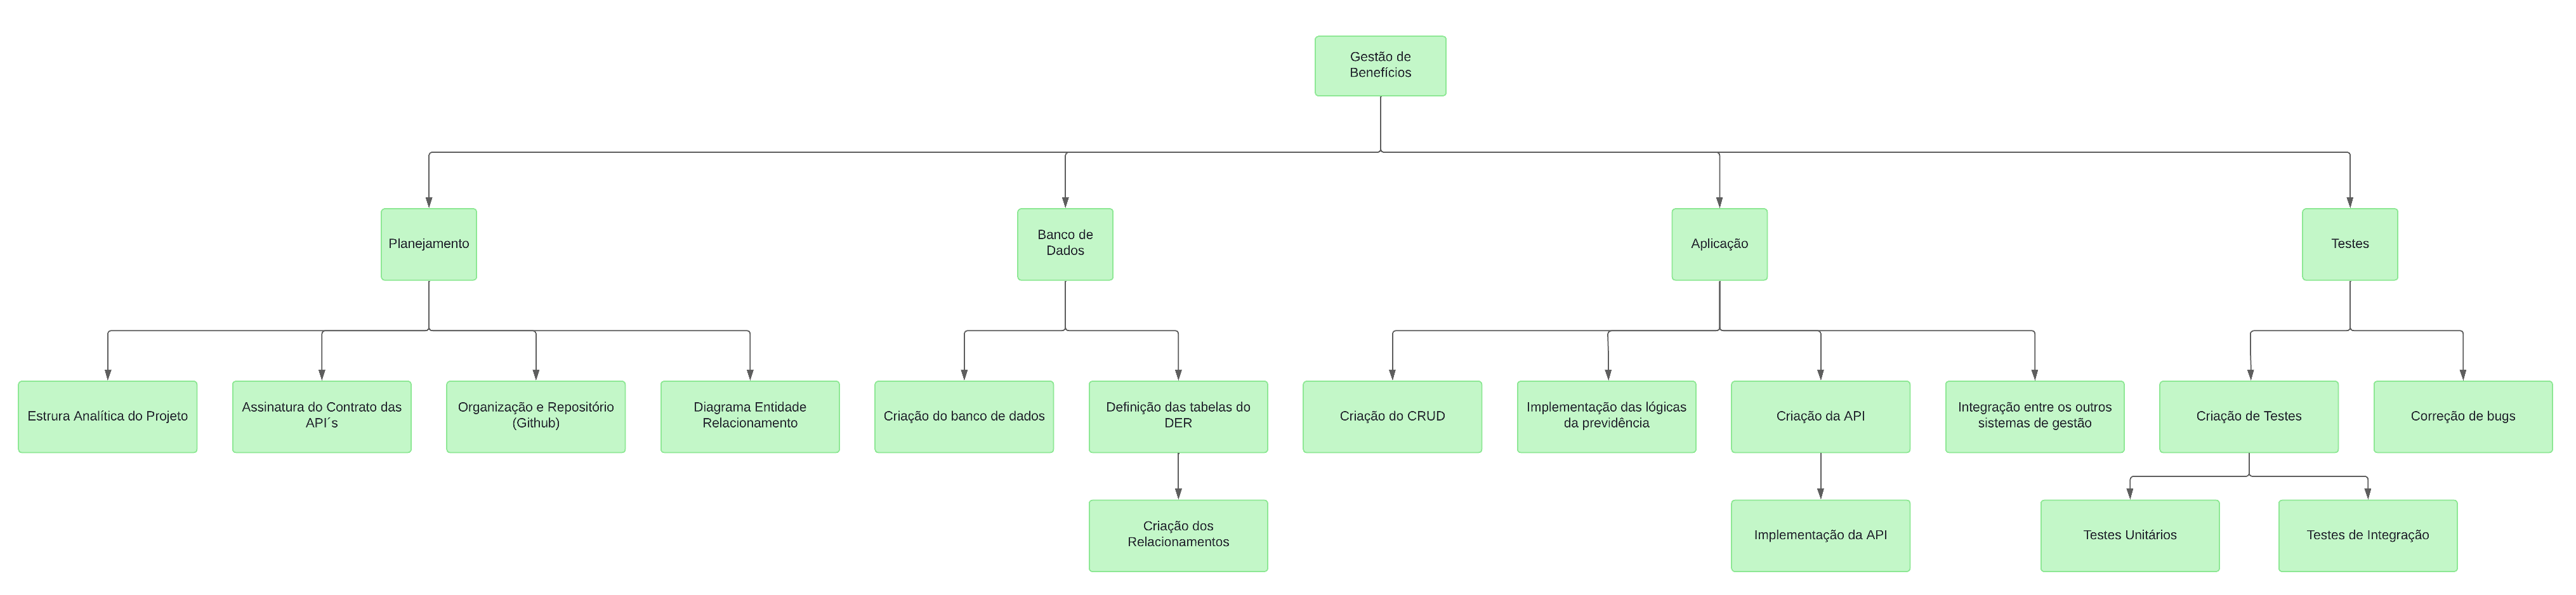 Gestão de
Benefícios
Planejamento
Banco de
Dados
Aplicação
Testes
Estrura Analítica do Projeto
Assinatura do Contrato das
API´s
Organização e Repositório
(Github)
Diagrama Entidade
Relacionamento
Criação do banco de dados
Definição das tabelas do
DER
Criação do CRUD
Implementação das lógicas
da previdência
Criação da API
Integração entre os outros
sistemas de gestão
Criação de Testes
Correção de bugs
Criação dos
Relacionamentos
Implementação da API
Testes Unitários
Testes de Integração